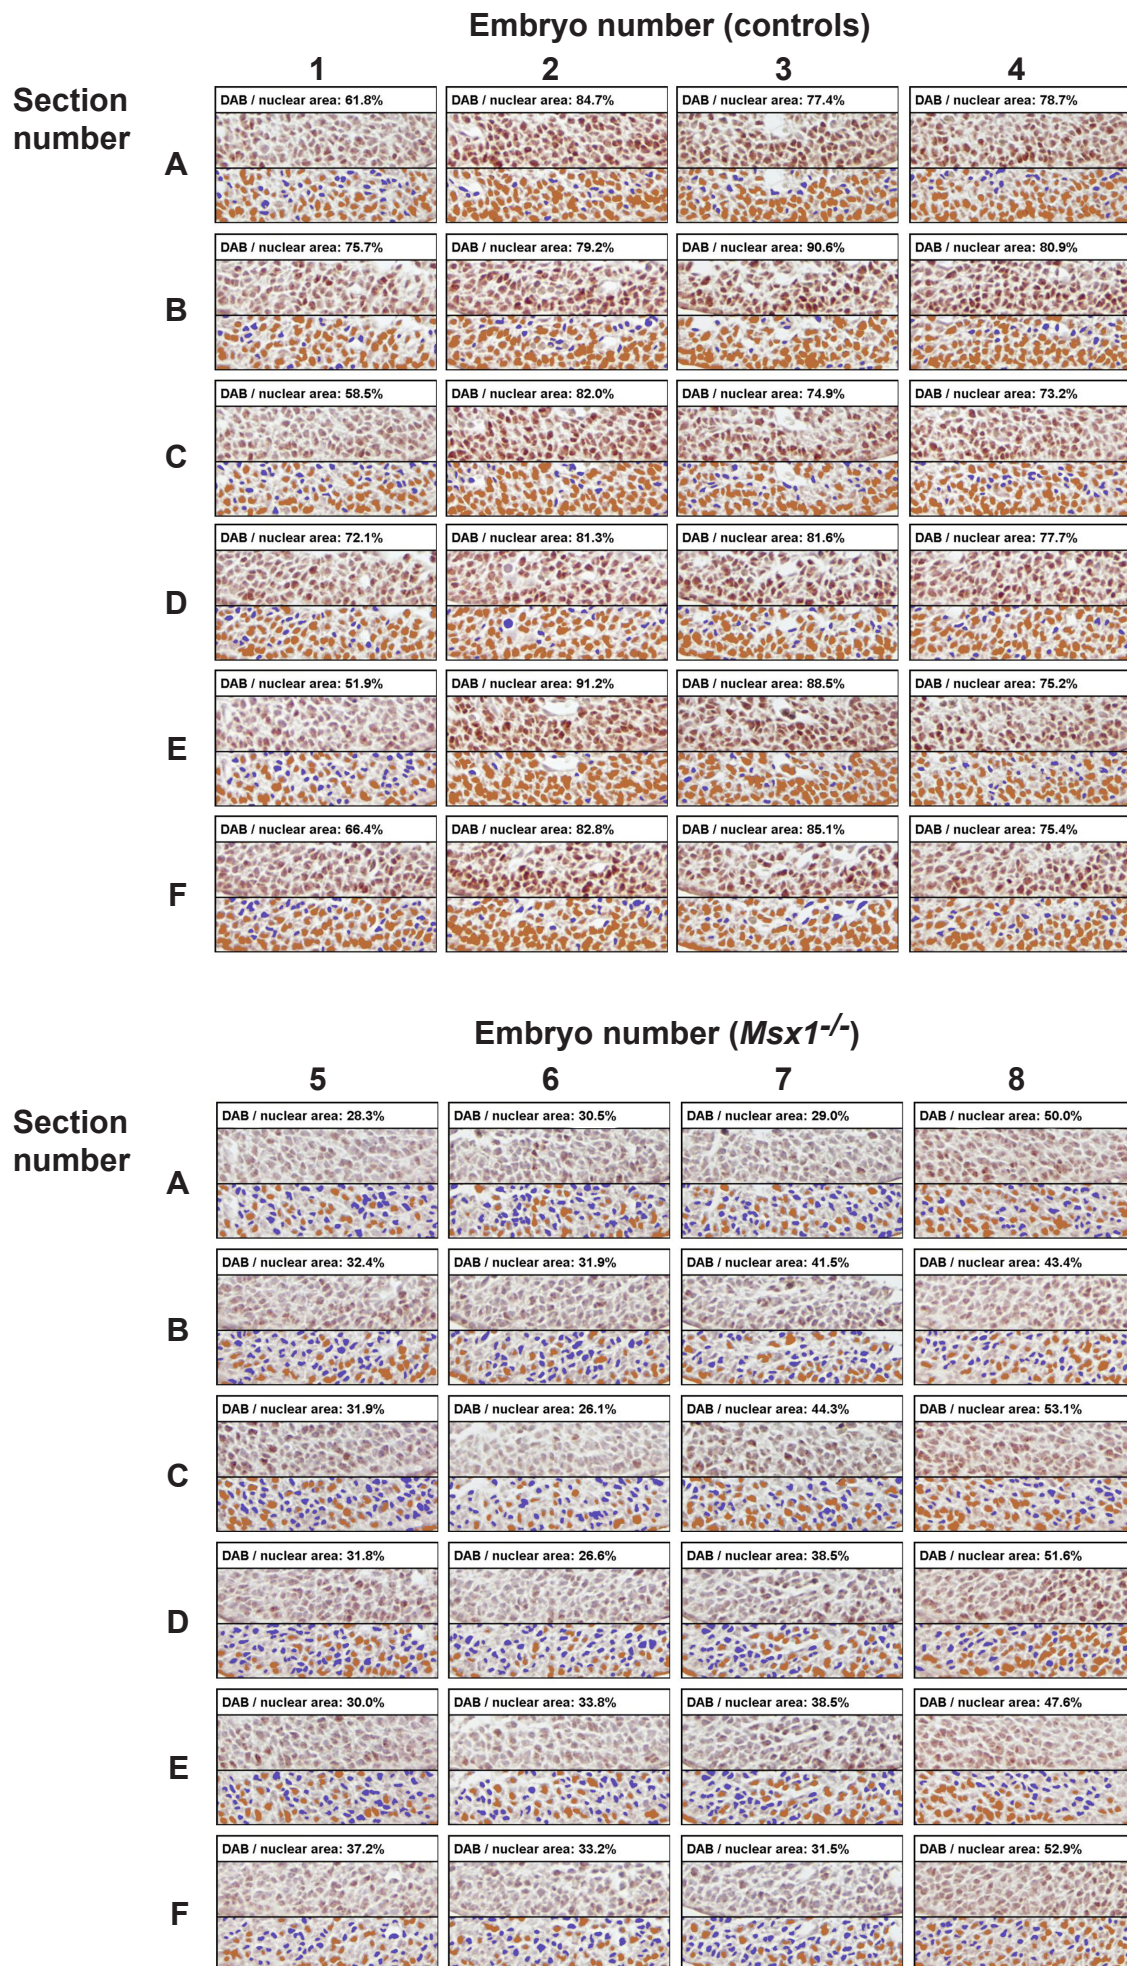 Embryo number (controls)
1 2 3 4
Section
number
A
DAB / nuclear area: 61.8% DAB / nuclear area: 84.7% DAB / nuclear area: 77.4% DAB / nuclear area: 78.7%
B
DAB / nuclear area: 75.7% DAB / nuclear area: 79.2% DAB / nuclear area: 90.6% DAB / nuclear area: 80.9%
C
DAB / nuclear area: 58.5% DAB / nuclear area: 82.0% DAB / nuclear area: 74.9% DAB / nuclear area: 73.2%
D
DAB / nuclear area: 72.1% DAB / nuclear area: 81.3% DAB / nuclear area: 81.6% DAB / nuclear area: 77.7%
E
DAB / nuclear area: 51.9% DAB / nuclear area: 91.2% DAB / nuclear area: 88.5% DAB / nuclear area: 75.2%
F
DAB / nuclear area: 66.4% DAB / nuclear area: 82.8% DAB / nuclear area: 85.1% DAB / nuclear area: 75.4%
Embryo number (Msx1-/-)
5 6 7 8
Section
number
A
DAB / nuclear area: 28.3% DAB / nuclear area: 30.5% DAB / nuclear area: 29.0% DAB / nuclear area: 50.0%
B
DAB / nuclear area: 32.4% DAB / nuclear area: 31.9% DAB / nuclear area: 41.5% DAB / nuclear area: 43.4%
C
DAB / nuclear area: 31.9% DAB / nuclear area: 26.1% DAB / nuclear area: 44.3% DAB / nuclear area: 53.1%
D
DAB / nuclear area: 31.8% DAB / nuclear area: 26.6% DAB / nuclear area: 38.5% DAB / nuclear area: 51.6%
E
DAB / nuclear area: 30.0% DAB / nuclear area: 33.8% DAB / nuclear area: 38.5% DAB / nuclear area: 47.6%
F
DAB / nuclear area: 37.2% DAB / nuclear area: 33.2% DAB / nuclear area: 31.5% DAB / nuclear area: 52.9%